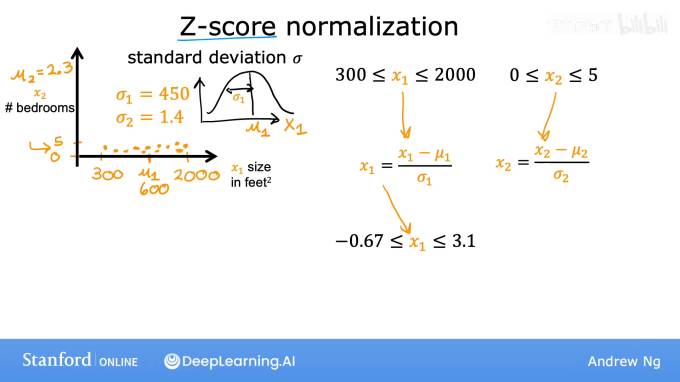 Z-score normalization
standard deviation σ
μ₂ = 2.3
x₂
# bedrooms
σ₁ = 450
σ₂ = 1.4
σ₁
μ₁ x₁
5
0
300 μ₁ 2000
600
x₁ size
in feet²
300 ≤ x₁ ≤ 2000
0 ≤ x₂ ≤ 5
x₁ = (x₁ − μ₁) / σ₁
x₂ = (x₂ − μ₂) / σ₂
−0.67 ≤ x₁ ≤ 3.1
bilibili
Stanford | ONLINE
DeepLearning.AI
Andrew Ng